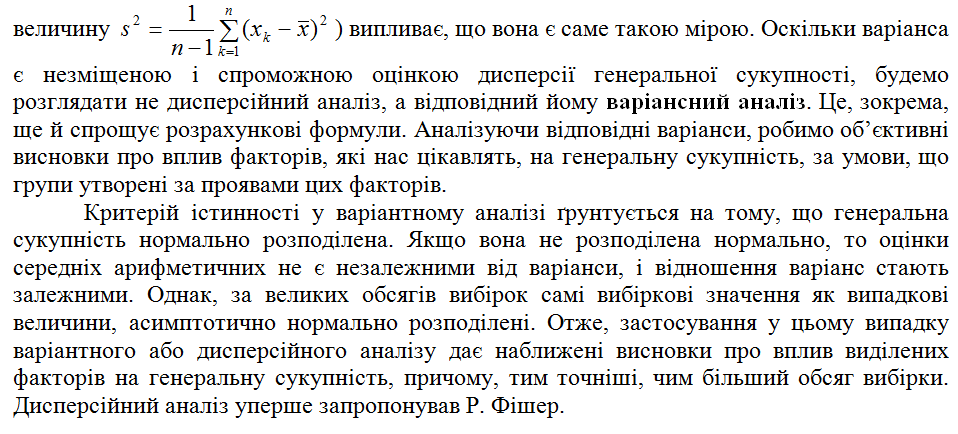 величину s² = 1/(n−1) ∑_{k=1}^{n} (x_k − x̅)² ) випливає, що вона є саме такою мірою. Оскільки варіанса
є незміщеною і спроможною оцінкою дисперсії генеральної сукупності, будемо
розглядати не дисперсійний аналіз, а відповідний йому варіансний аналіз. Це, зокрема,
ще й спрощує розрахункові формули. Аналізуючи відповідні варіанси, робимо об’єктивні
висновки про вплив факторів, які нас цікавлять, на генеральну сукупність, за умови, що
групи утворені за проявами цих факторів.
Критерій істинності у варіантному аналізі ґрунтується на тому, що генеральна
сукупність нормально розподілена. Якщо вона не розподілена нормально, то оцінки
середніх арифметичних не є незалежними від варіанси, і відношення варіанс стають
залежними. Однак, за великих обсягів вибірок самі вибіркові значення як випадкові
величини, асимптотично нормально розподілені. Отже, застосування у цьому випадку
варіантного або дисперсійного аналізу дає наближені висновки про вплив виділених
факторів на генеральну сукупність, причому, тим точніші, чим більший обсяг вибірки.
Дисперсійний аналіз уперше запропонував Р. Фішер.